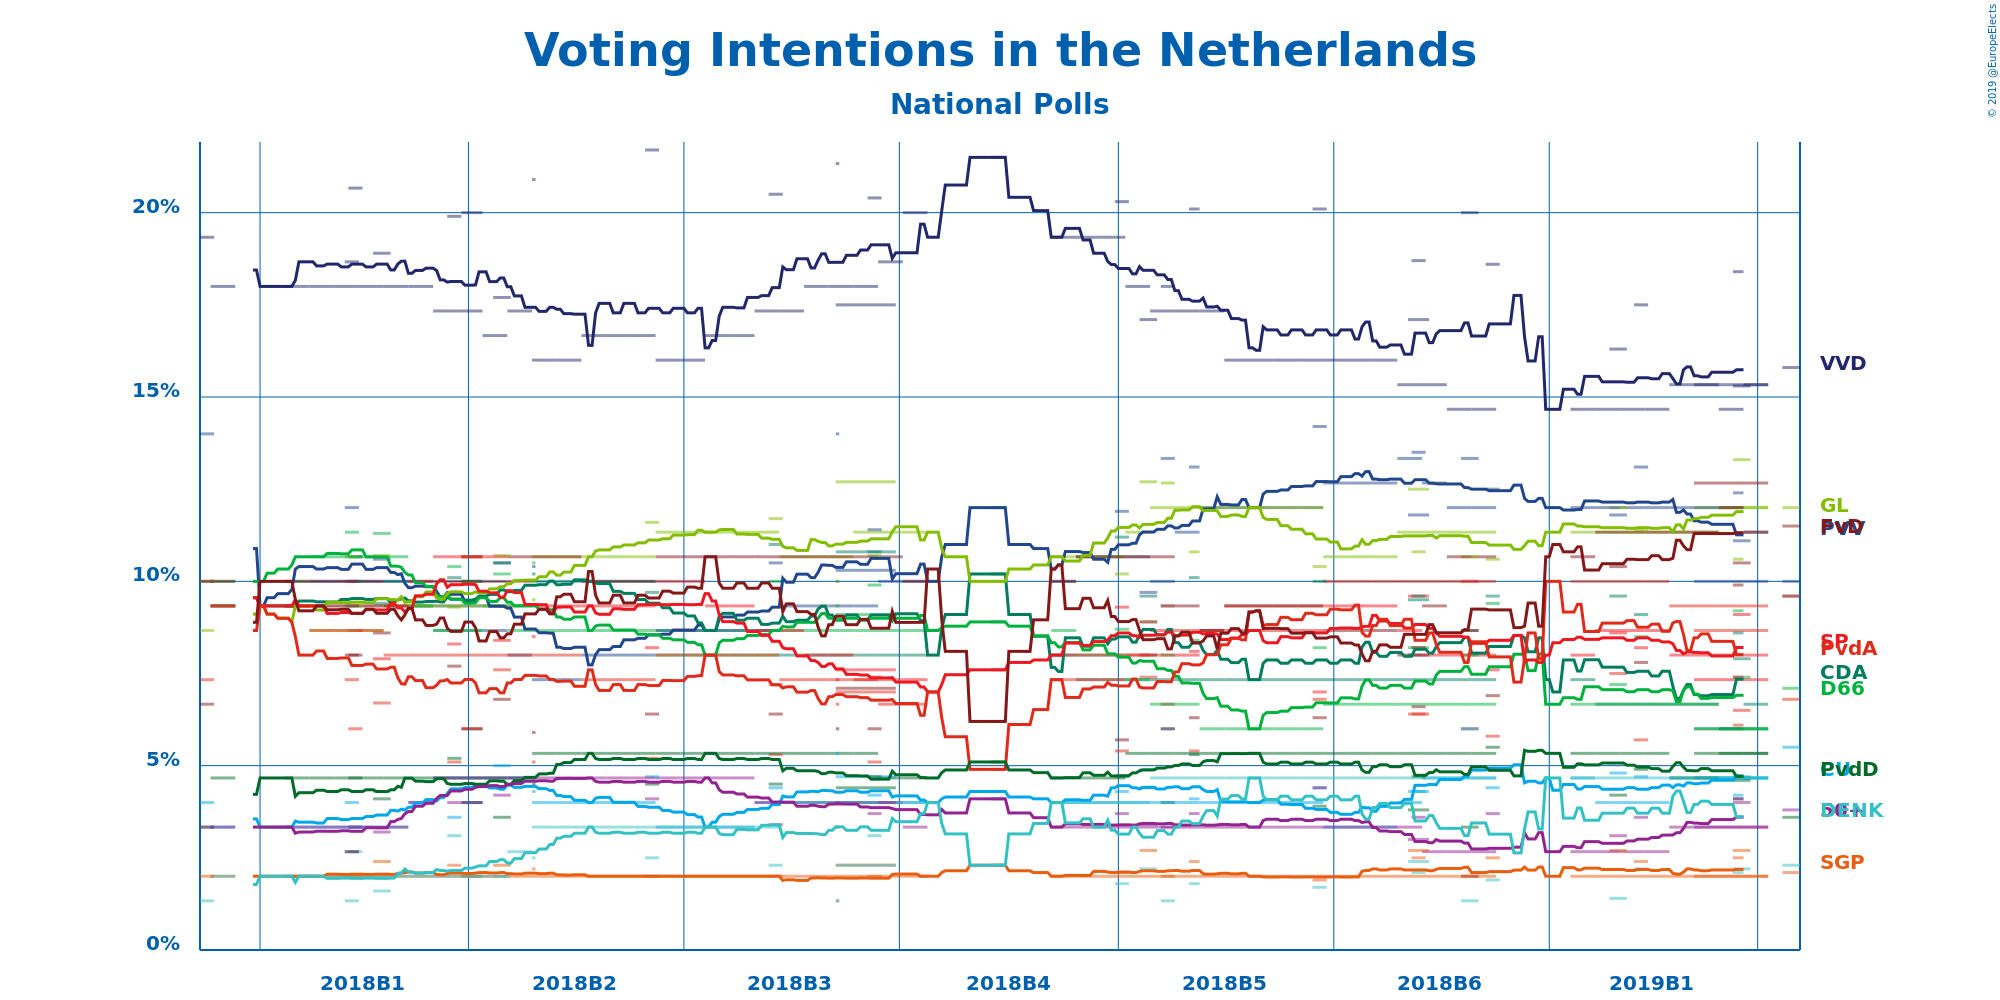 Voting Intentions in the Netherlands
National Polls
© 2019 @EuropeElects
20%
15%
10%
5%
0%
VVD
GL
FvD
SP
PvdA
CDA
D66
PvdD
DENK
SGP
2018B1
2018B2
2018B3
2018B4
2018B5
2018B6
2019B1